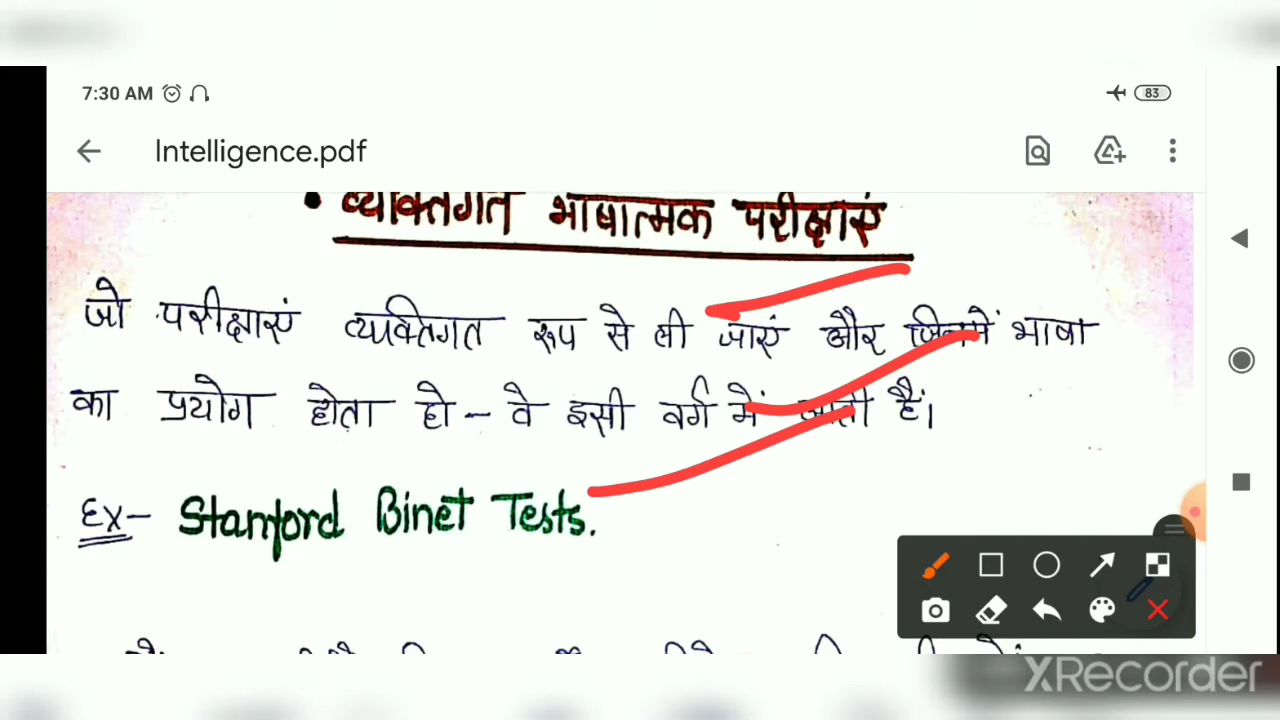 7:30 AM
83
Intelligence.pdf
• व्यक्तिगत भाषात्मक परीक्षाएं
जो परीक्षाएं व्यक्तिगत रूप से ली जाएं और जिनमें भाषा
का प्रयोग होता हो - वे इसी वर्ग में आती हैं।
Ex- Stanford Binet Tests.
XRecorder